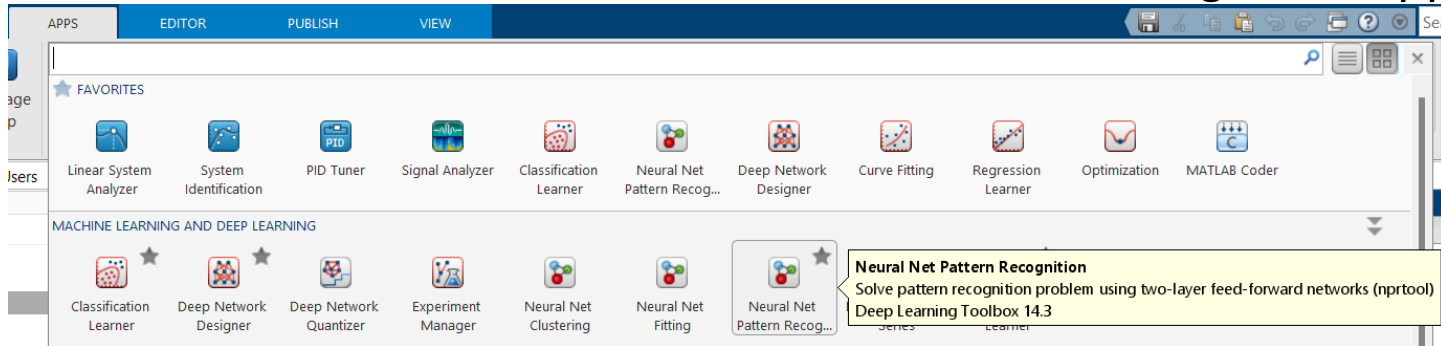 APPS EDITOR PUBLISH VIEW
FAVORITES
PID
C
Linear System Analyzer
System Identification
PID Tuner
Signal Analyzer
Classification Learner
Neural Net Pattern Recog...
Deep Network Designer
Curve Fitting
Regression Learner
Optimization
MATLAB Coder
MACHINE LEARNING AND DEEP LEARNING
Classification Learner
Deep Network Designer
Deep Network Quantizer
Experiment Manager
Neural Net Clustering
Neural Net Fitting
Neural Net Pattern Recog...
Neural Net Pattern Recognition
Solve pattern recognition problem using two-layer feed-forward networks (nprtool)
Deep Learning Toolbox 14.3